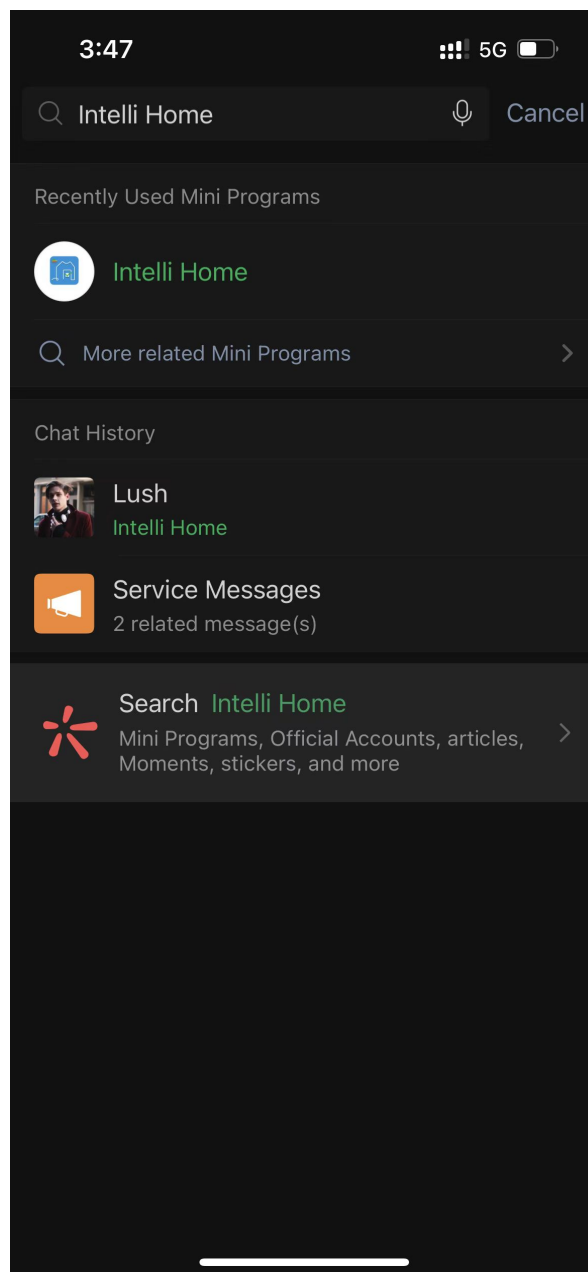 3:47
5G
Intelli Home
Cancel
Recently Used Mini Programs
Intelli Home
More related Mini Programs
Chat History
Lush
Intelli Home
Service Messages
2 related message(s)
Search Intelli Home
Mini Programs, Official Accounts, articles,
Moments, stickers, and more